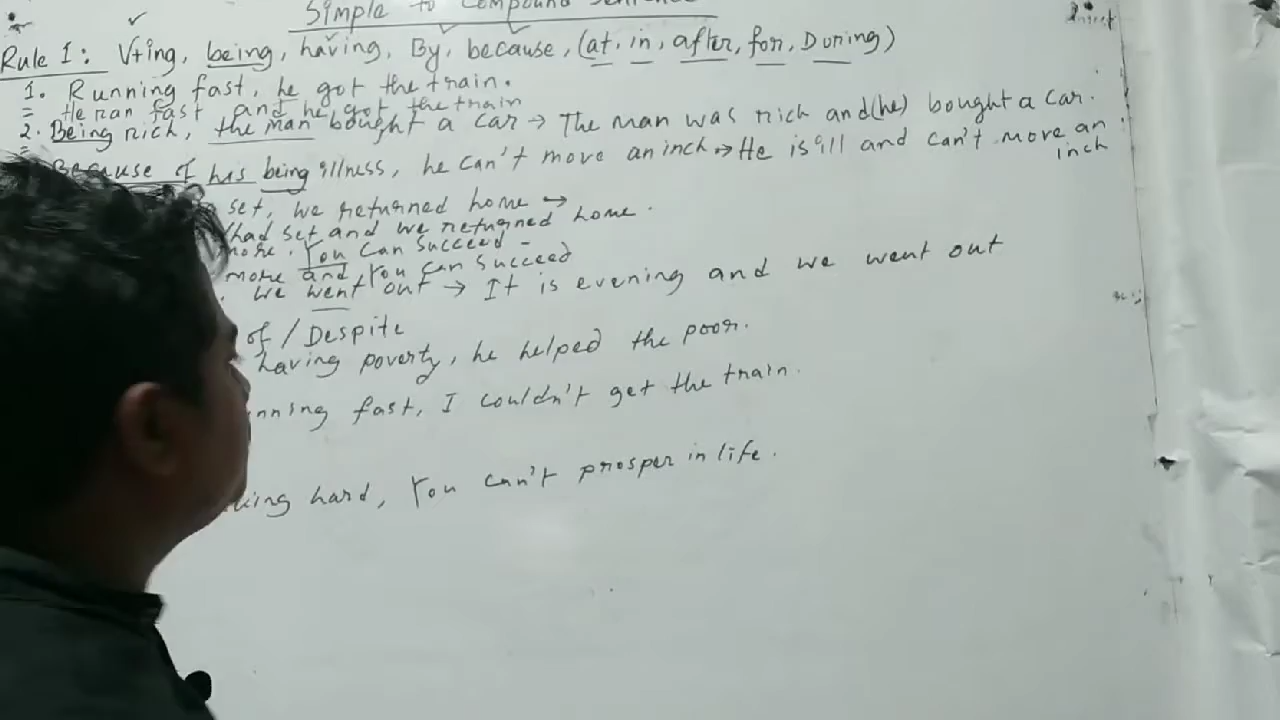 Simple to Compound Sentence
Rule 1: V+ing, being, having, By, because, (at, in, after, for, During)
1. Running fast, he got the train.
= He ran fast and he got the train
2. Being rich, the man bought a car → The man was rich and (he) bought a car.
Because of his being illness, he can't move an inch → He is ill and can't move an inch
set, we returned home →
had set and we returned home.
more. You can succeed -
more and you can succeed
we went out → It is evening and we went out
of / Despite
having poverty, he helped the poor.
nning fast, I couldn't get the train.
king hard, You can't prosper in life.